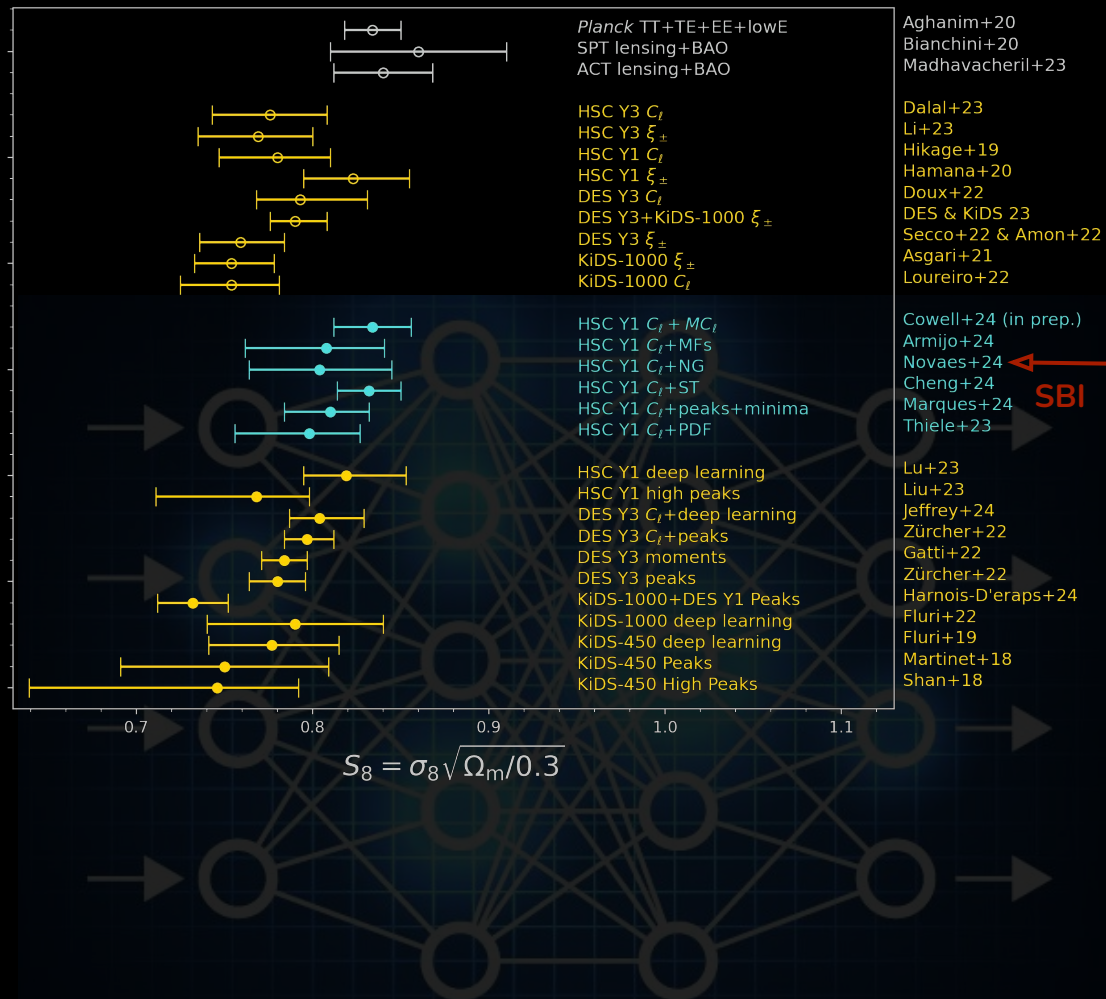 Planck TT+TE+EE+lowE Aghanim+20
SPT lensing+BAO Bianchini+20
ACT lensing+BAO Madhavacheril+23
HSC Y3 Cℓ Dalal+23
HSC Y3 ξ± Li+23
HSC Y1 Cℓ Hikage+19
HSC Y1 ξ± Hamana+20
DES Y3 Cℓ Doux+22
DES Y3+KiDS-1000 ξ± DES & KiDS 23
DES Y3 ξ± Secco+22 & Amon+22
KiDS-1000 ξ± Asgari+21
KiDS-1000 Cℓ Loureiro+22
HSC Y1 Cℓ + MCℓ Cowell+24 (in prep.)
HSC Y1 Cℓ+MFs Armijo+24
HSC Y1 Cℓ+NG Novaes+24
HSC Y1 Cℓ+ST Cheng+24
SBI
HSC Y1 Cℓ+peaks+minima Marques+24
HSC Y1 Cℓ+PDF Thiele+23
HSC Y1 deep learning Lu+23
HSC Y1 high peaks Liu+23
DES Y3 Cℓ+deep learning Jeffrey+24
DES Y3 Cℓ+peaks Zürcher+22
DES Y3 moments Gatti+22
DES Y3 peaks Zürcher+22
KiDS-1000+DES Y1 Peaks Harnois-D'eraps+24
KiDS-1000 deep learning Fluri+22
KiDS-450 deep learning Fluri+19
KiDS-450 Peaks Martinet+18
KiDS-450 High Peaks Shan+18
0.7 0.8 0.9 1.0 1.1
S₈ = σ₈√Ωₘ/0.3